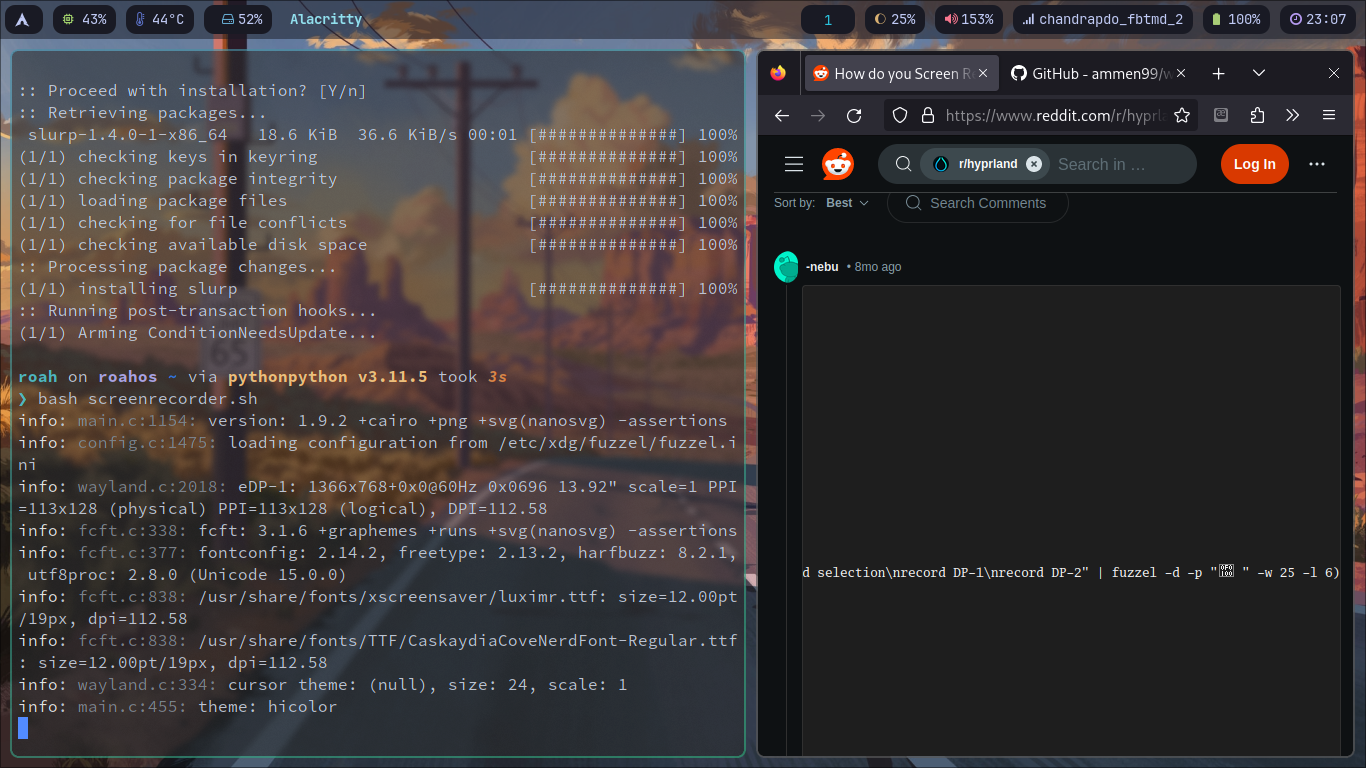 43% 44°C 52% Alacritty 1 25% 153% chandrapdo_fbtmd_2 100% 23:07
:: Proceed with installation? [Y/n]
:: Retrieving packages...
slurp-1.4.0-1-x86_64 18.6 KiB 36.6 KiB/s 00:01 [##############] 100%
(1/1) checking keys in keyring [##############] 100%
(1/1) checking package integrity [##############] 100%
(1/1) loading package files [##############] 100%
(1/1) checking for file conflicts [##############] 100%
(1/1) checking available disk space [##############] 100%
:: Processing package changes...
(1/1) installing slurp [##############] 100%
:: Running post-transaction hooks...
(1/1) Arming ConditionNeedsUpdate...
roah on roahos ~ via pythonpython v3.11.5 took 3s
❯ bash screenrecorder.sh
info: main.c:1154: version: 1.9.2 +cairo +png +svg(nanosvg) -assertions
info: config.c:1475: loading configuration from /etc/xdg/fuzzel/fuzzel.i
ni
info: wayland.c:2018: eDP-1: 1366x768+0x0@60Hz 0x0696 13.92" scale=1 PPI
=113x128 (physical) PPI=113x128 (logical), DPI=112.58
info: fcft.c:338: fcft: 3.1.6 +graphemes +runs +svg(nanosvg) -assertions
info: fcft.c:377: fontconfig: 2.14.2, freetype: 2.13.2, harfbuzz: 8.2.1,
utf8proc: 2.8.0 (Unicode 15.0.0)
info: fcft.c:838: /usr/share/fonts/xscreensaver/luximr.ttf: size=12.00pt
/19px, dpi=112.58
info: fcft.c:838: /usr/share/fonts/TTF/CaskaydiaCoveNerdFont-Regular.ttf
: size=12.00pt/19px, dpi=112.58
info: wayland.c:334: cursor theme: (null), size: 24, scale: 1
info: main.c:455: theme: hicolor
How do you Screen R GitHub - ammen99/w
https://www.reddit.com/r/hyprl
r/hyprland Search in … Log In
Sort by: Best Search Comments
-nebu • 8mo ago
d selection\nrecord DP-1\nrecord DP-2" | fuzzel -d -p " " -w 25 -l 6)
65